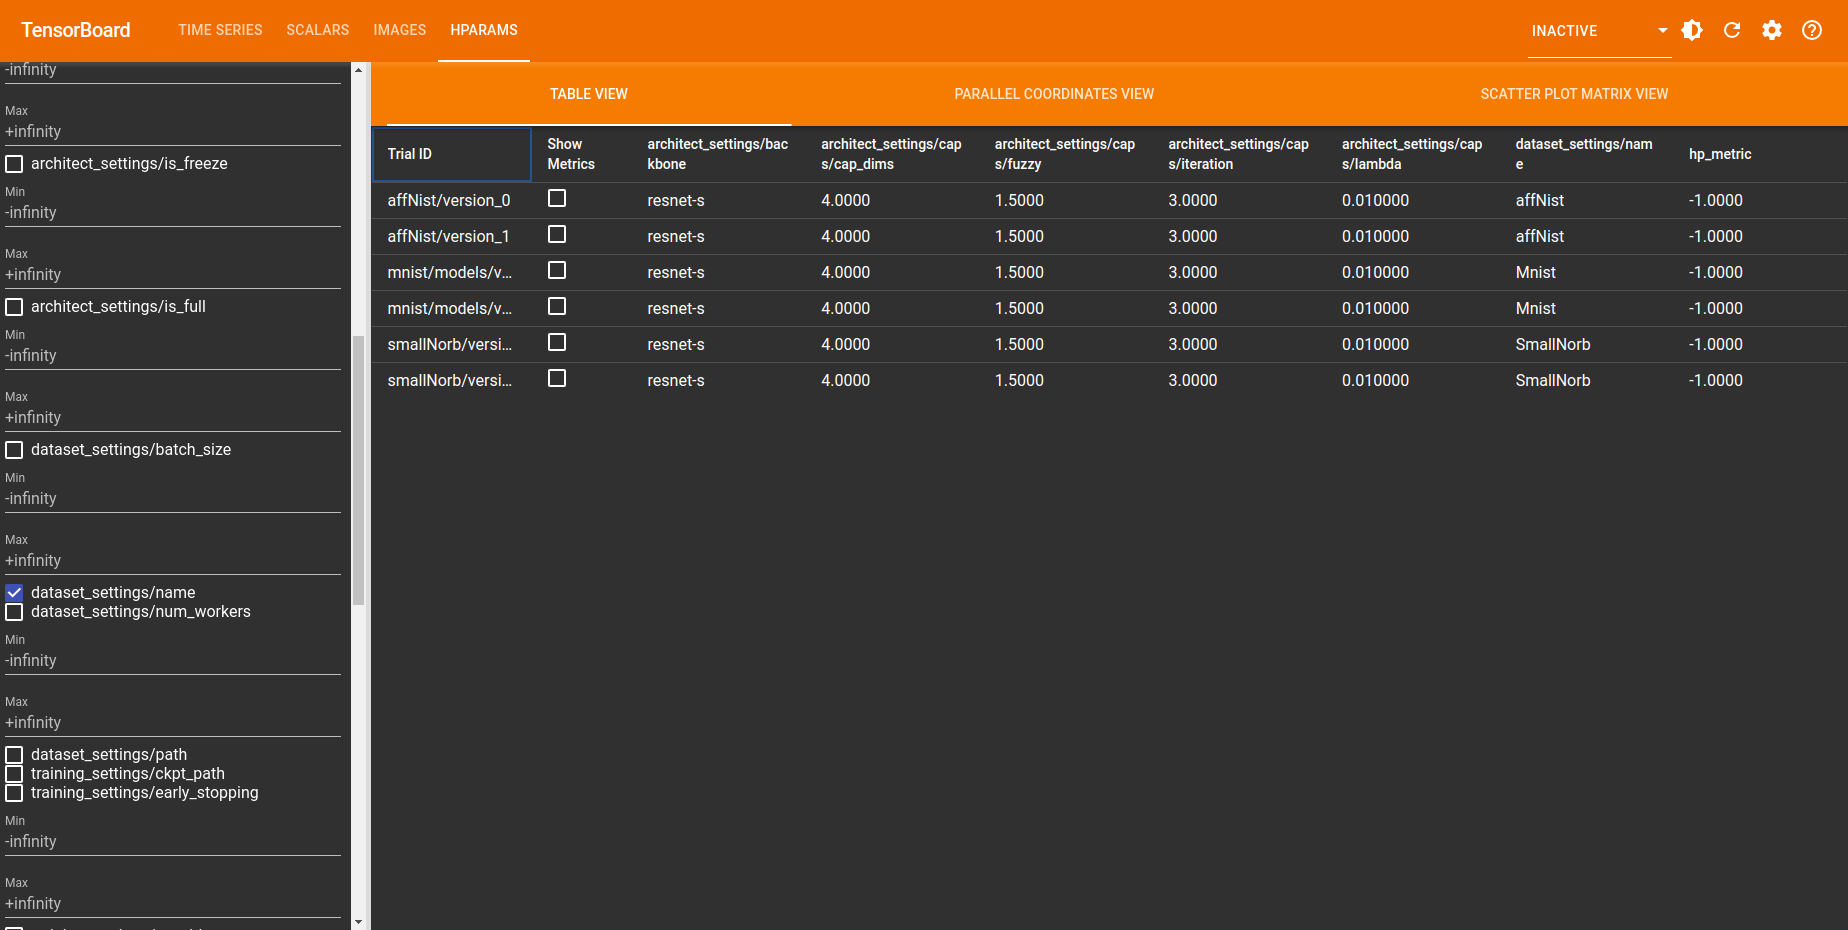 TensorBoard TIME SERIES SCALARS IMAGES HPARAMS INACTIVE
-infinity
Max
+infinity
architect_settings/is_freeze
Min
-infinity
Max
+infinity
architect_settings/is_full
Min
-infinity
Max
+infinity
dataset_settings/batch_size
Min
-infinity
Max
+infinity
dataset_settings/name
dataset_settings/num_workers
Min
-infinity
Max
+infinity
dataset_settings/path
training_settings/ckpt_path
training_settings/early_stopping
Min
-infinity
Max
+infinity
TABLE VIEW PARALLEL COORDINATES VIEW SCATTER PLOT MATRIX VIEW
Trial ID
Show
Metrics
architect_settings/bac
kbone
architect_settings/cap
s/cap_dims
architect_settings/cap
s/fuzzy
architect_settings/cap
s/iteration
architect_settings/cap
s/lambda
dataset_settings/nam
e
hp_metric
affNist/version_0 resnet-s 4.0000 1.5000 3.0000 0.010000 affNist -1.0000
affNist/version_1 resnet-s 4.0000 1.5000 3.0000 0.010000 affNist -1.0000
mnist/models/v... resnet-s 4.0000 1.5000 3.0000 0.010000 Mnist -1.0000
mnist/models/v... resnet-s 4.0000 1.5000 3.0000 0.010000 Mnist -1.0000
smallNorb/versi... resnet-s 4.0000 1.5000 3.0000 0.010000 SmallNorb -1.0000
smallNorb/versi... resnet-s 4.0000 1.5000 3.0000 0.010000 SmallNorb -1.0000